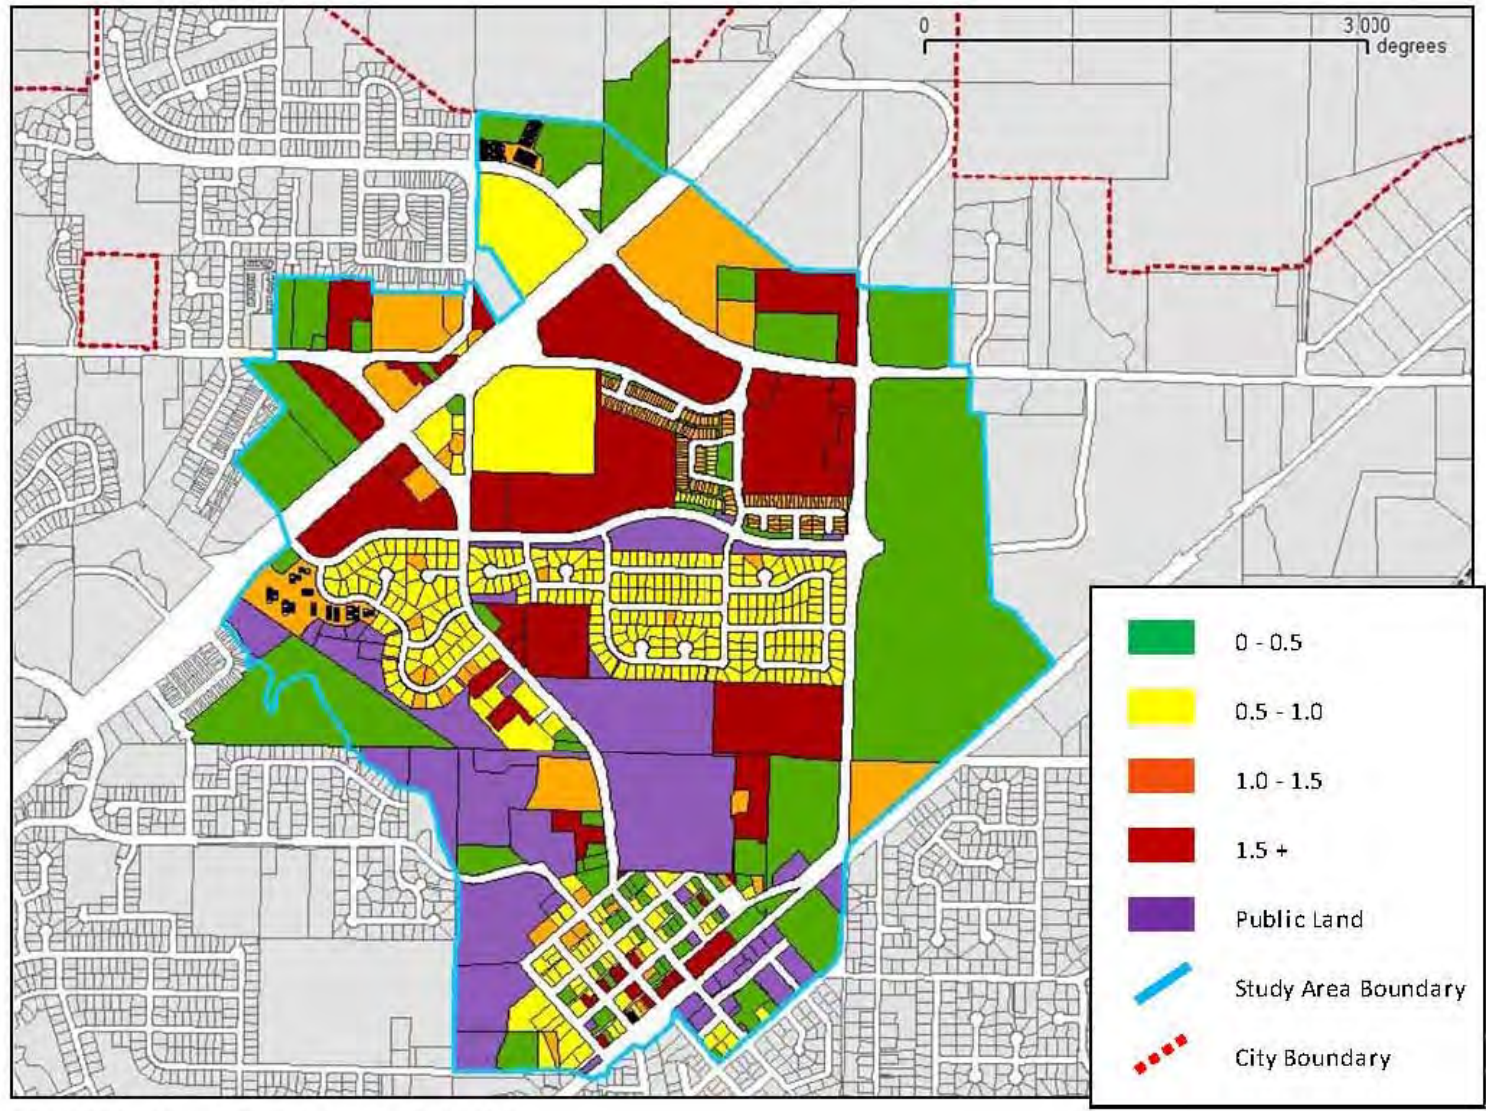 0 3,000
degrees
0 - 0.5
0.5 - 1.0
1.0 - 1.5
1.5 +
Public Land
Study Area Boundary
City Boundary